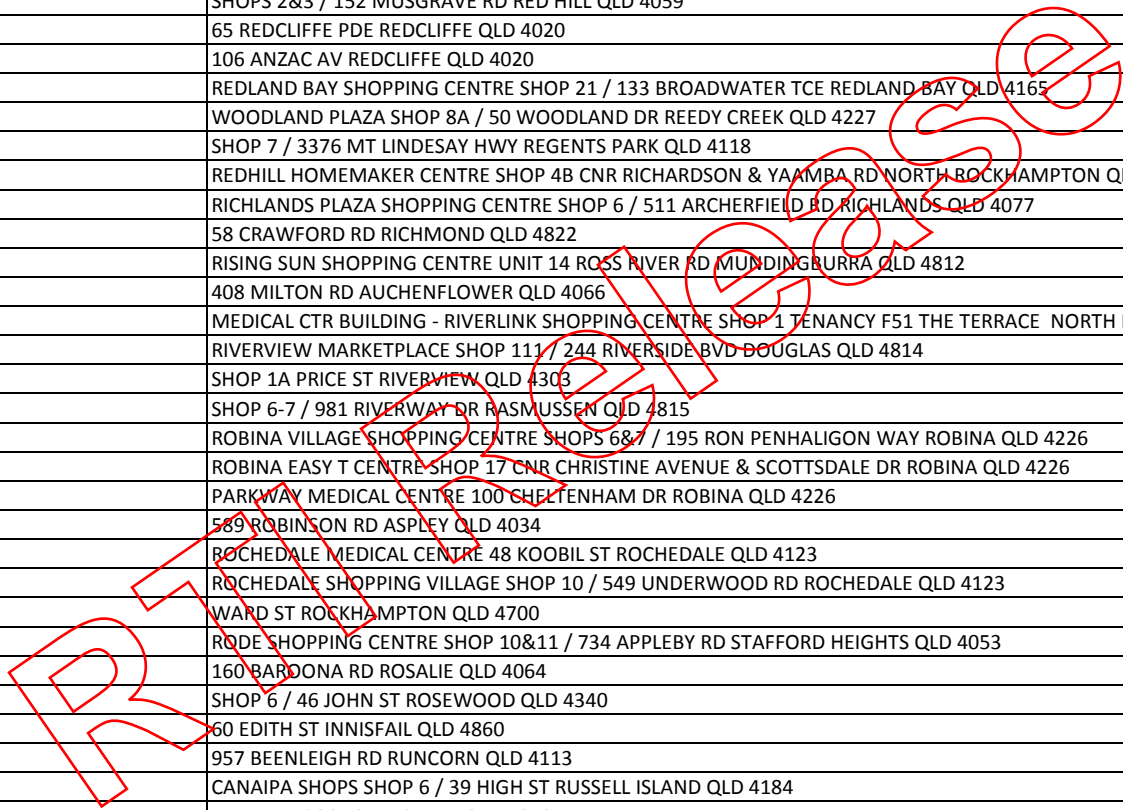 SHOPS 2&3 / 152 MUSGRAVE RD RED HILL QLD 4059
65 REDCLIFFE PDE REDCLIFFE QLD 4020
106 ANZAC AV REDCLIFFE QLD 4020
REDLAND BAY SHOPPING CENTRE SHOP 21 / 133 BROADWATER TCE REDLAND BAY QLD 4165
WOODLAND PLAZA SHOP 8A / 50 WOODLAND DR REEDY CREEK QLD 4227
SHOP 7 / 3376 MT LINDESAY HWY REGENTS PARK QLD 4118
REDHILL HOMEMAKER CENTRE SHOP 4B CNR RICHARDSON & YAAMBA RD NORTH ROCKHAMPTON
RICHLANDS PLAZA SHOPPING CENTRE SHOP 6 / 511 ARCHERFIELD RD RICHLANDS QLD 4077
58 CRAWFORD RD RICHMOND QLD 4822
RISING SUN SHOPPING CENTRE UNIT 14 ROSS RIVER RD MUNDINGBURRA QLD 4812
408 MILTON RD AUCHENFLOWER QLD 4066
MEDICAL CTR BUILDING - RIVERLINK SHOPPING CENTRE SHOP 1 TENANCY F51 THE TERRACE  NORTH
RIVERVIEW MARKETPLACE SHOP 111 / 244 RIVERSIDE BVD DOUGLAS QLD 4814
SHOP 1A PRICE ST RIVERVIEW QLD 4303
SHOP 6-7 / 981 RIVERWAY DR RASMUSSEN QLD 4815
ROBINA VILLAGE SHOPPING CENTRE SHOPS 6&7 / 195 RON PENHALIGON WAY ROBINA QLD 4226
ROBINA EASY T CENTRE SHOP 17 CNR CHRISTINE AVENUE & SCOTTSDALE DR ROBINA QLD 4226
PARKWAY MEDICAL CENTRE 100 CHELTENHAM DR ROBINA QLD 4226
589 ROBINSON RD ASPLEY QLD 4034
ROCHEDALE MEDICAL CENTRE 48 KOOBIL ST ROCHEDALE QLD 4123
ROCHEDALE SHOPPING VILLAGE SHOP 10 / 549 UNDERWOOD RD ROCHEDALE QLD 4123
WARD ST ROCKHAMPTON QLD 4700
RODE SHOPPING CENTRE SHOP 10&11 / 734 APPLEBY RD STAFFORD HEIGHTS QLD 4053
160 BAROONA RD ROSALIE QLD 4064
SHOP 6 / 46 JOHN ST ROSEWOOD QLD 4340
60 EDITH ST INNISFAIL QLD 4860
957 BEENLEIGH RD RUNCORN QLD 4113
CANAIPA SHOPS SHOP 6 / 39 HIGH ST RUSSELL ISLAND QLD 4184
RTI Release